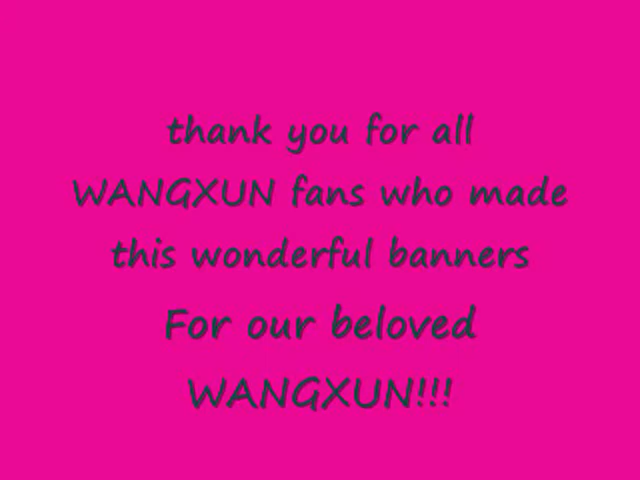 thank you for all
WANGXUN fans who made
this wonderful banners
For our beloved
WANGXUN!!!